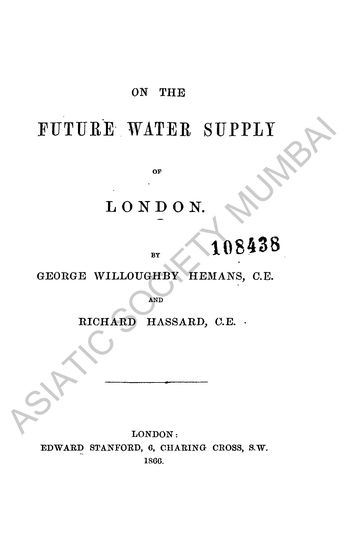 ON THE
FUTURE WATER SUPPLY
OF
LONDON.
BY
108438
GEORGE WILLOUGHBY HEMANS, C.E.
AND
RICHARD HASSARD, C.E.
LONDON:
EDWARD STANFORD, 6, CHARING CROSS, S.W.
1866.
ASIATIC SOCIETY MUMBAI